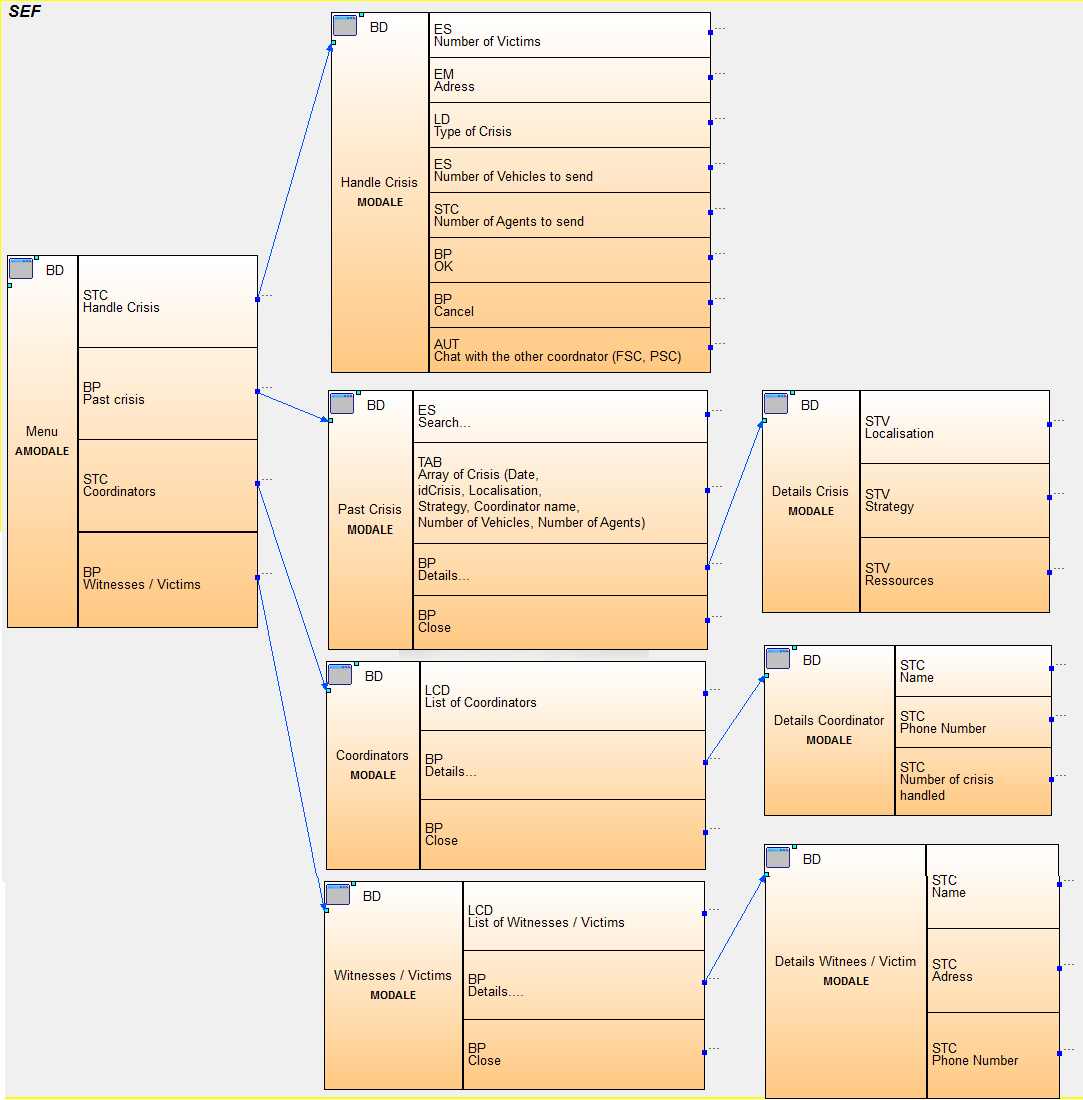 SEF
BD
Menu
AMODALE
STC
Handle Crisis
BP
Past crisis
STC
Coordinators
BP
Witnesses / Victims
BD
Handle Crisis
MODALE
ES
Number of Victims
EM
Adress
LD
Type of Crisis
ES
Number of Vehicles to send
STC
Number of Agents to send
BP
OK
BP
Cancel
AUT
Chat with the other coordnator (FSC, PSC)
BD
Past Crisis
MODALE
ES
Search...
TAB
Array of Crisis (Date,
idCrisis, Localisation,
Strategy, Coordinator name,
Number of Vehicles, Number of Agents)
BP
Details...
BP
Close
BD
Details Crisis
MODALE
STV
Localisation
STV
Strategy
STV
Ressources
BD
Coordinators
MODALE
LCD
List of Coordinators
BP
Details...
BP
Close
BD
Details Coordinator
MODALE
STC
Name
STC
Phone Number
STC
Number of crisis
handled
BD
Witnesses / Victims
MODALE
LCD
List of Witnesses / Victims
BP
Details....
BP
Close
BD
Details Witnees / Victim
MODALE
STC
Name
STC
Adress
STC
Phone Number